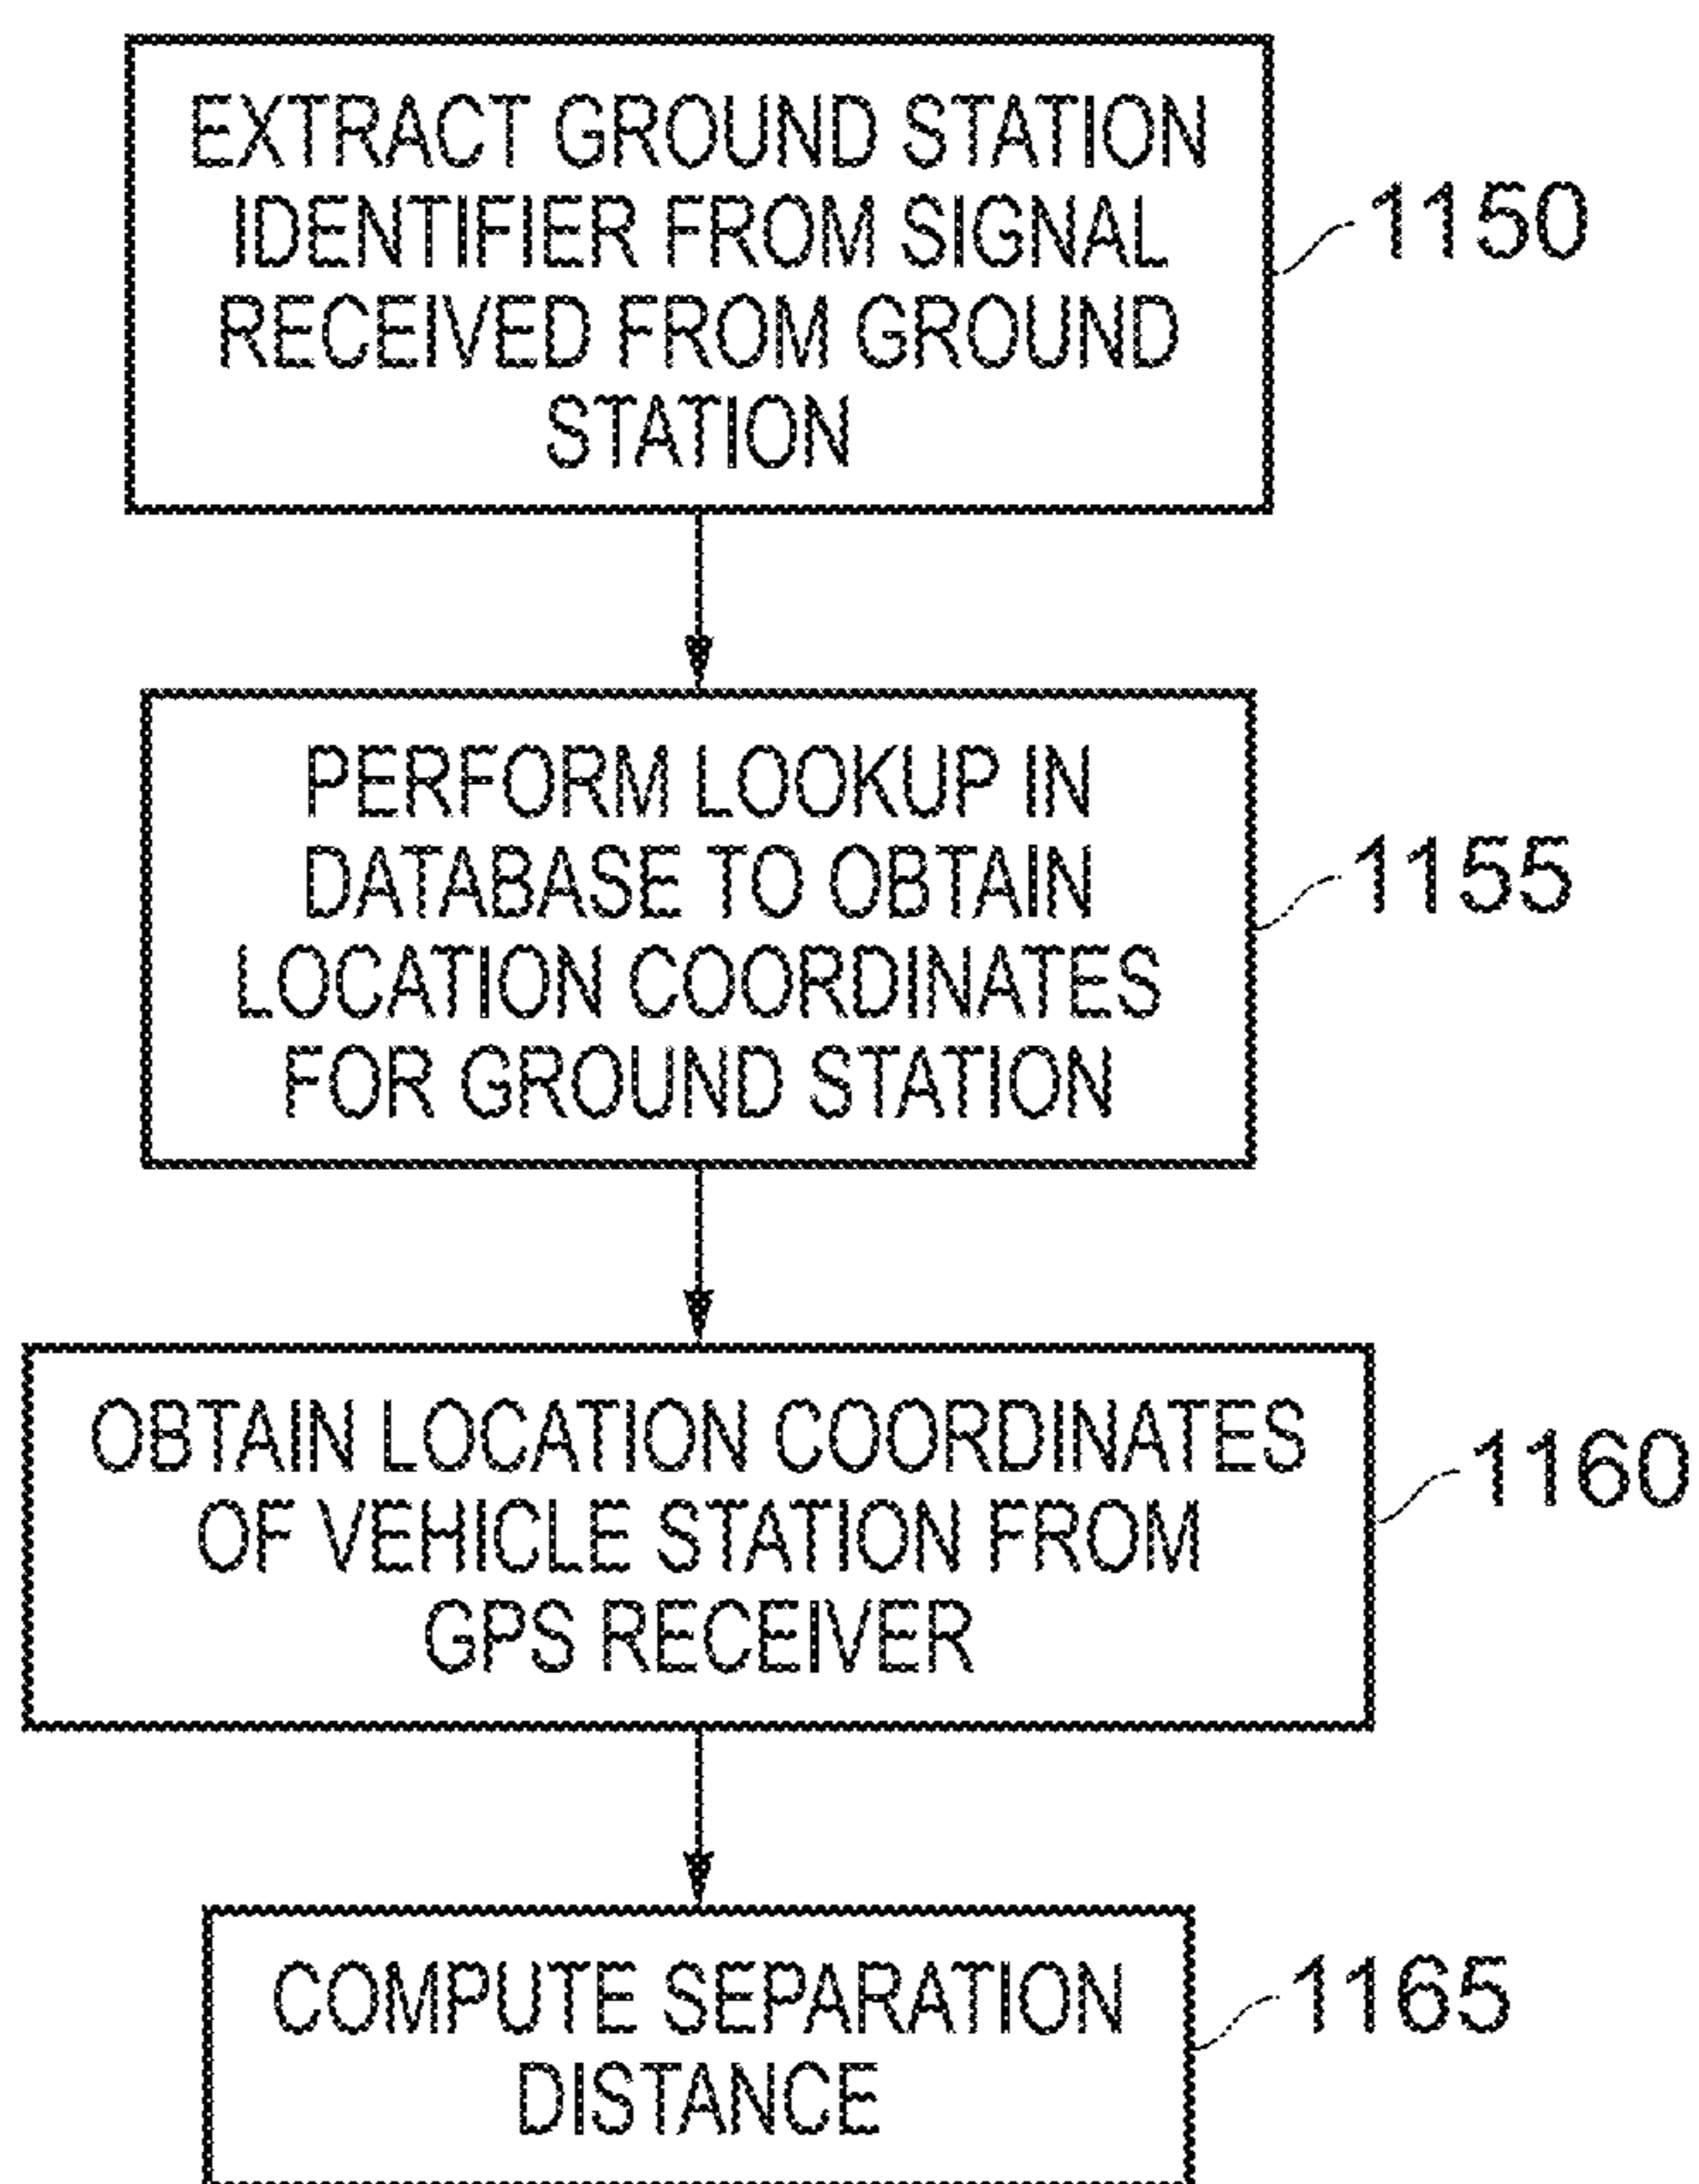 EXTRACT GROUND STATION
IDENTIFIER FROM SIGNAL
RECEIVED FROM GROUND
STATION
1150
PERFORM LOOKUP IN
DATABASE TO OBTAIN
LOCATION COORDINATES
FOR GROUND STATION
1155
OBTAIN LOCATION COORDINATES
OF VEHICLE STATION FROM
GPS RECEIVER
1160
COMPUTE SEPARATION
DISTANCE
1165